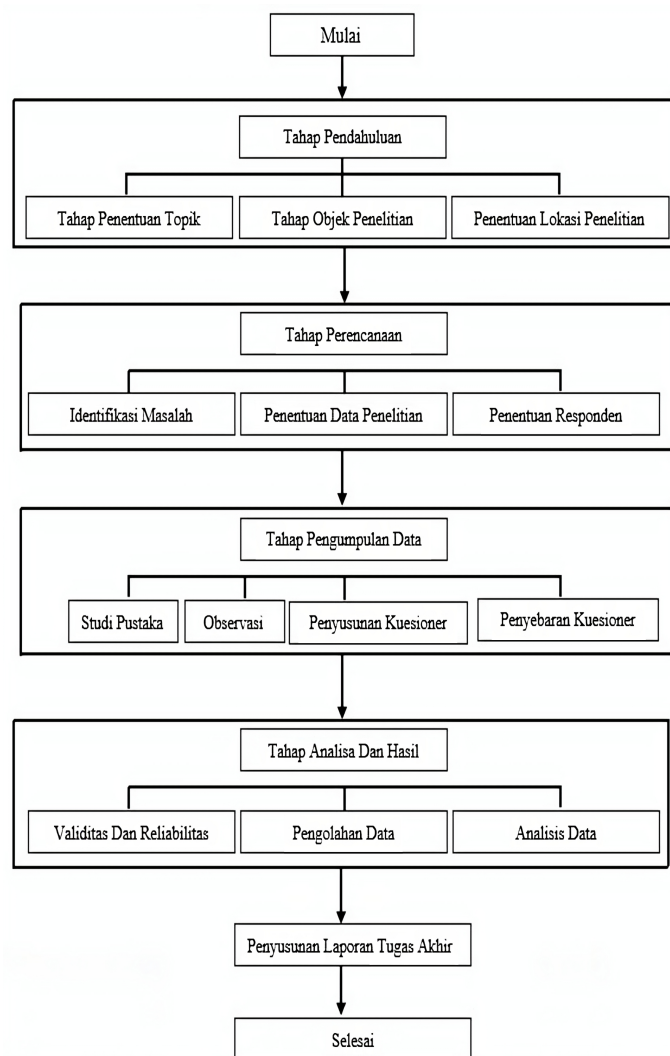 Mulai
Tahap Pendahuluan
Tahap Penentuan Topik
Tahap Objek Penelitian
Penentuan Lokasi Penelitian
Tahap Perencanaan
Identifikasi Masalah
Penentuan Data Penelitian
Penentuan Responden
Tahap Pengumpulan Data
Studi Pustaka
Observasi
Penyusunan Kuesioner
Penyebaran Kuesioner
Tahap Analisa Dan Hasil
Validitas Dan Reliabilitas
Pengolahan Data
Analisis Data
Penyusunan Laporan Tugas Akhir
Selesai